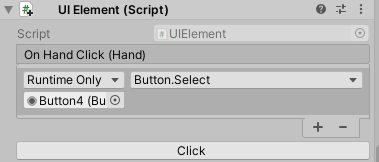 UI Element (Script)
Script UIElement
On Hand Click (Hand)
Runtime Only Button.Select
Button4 (Bu
Click